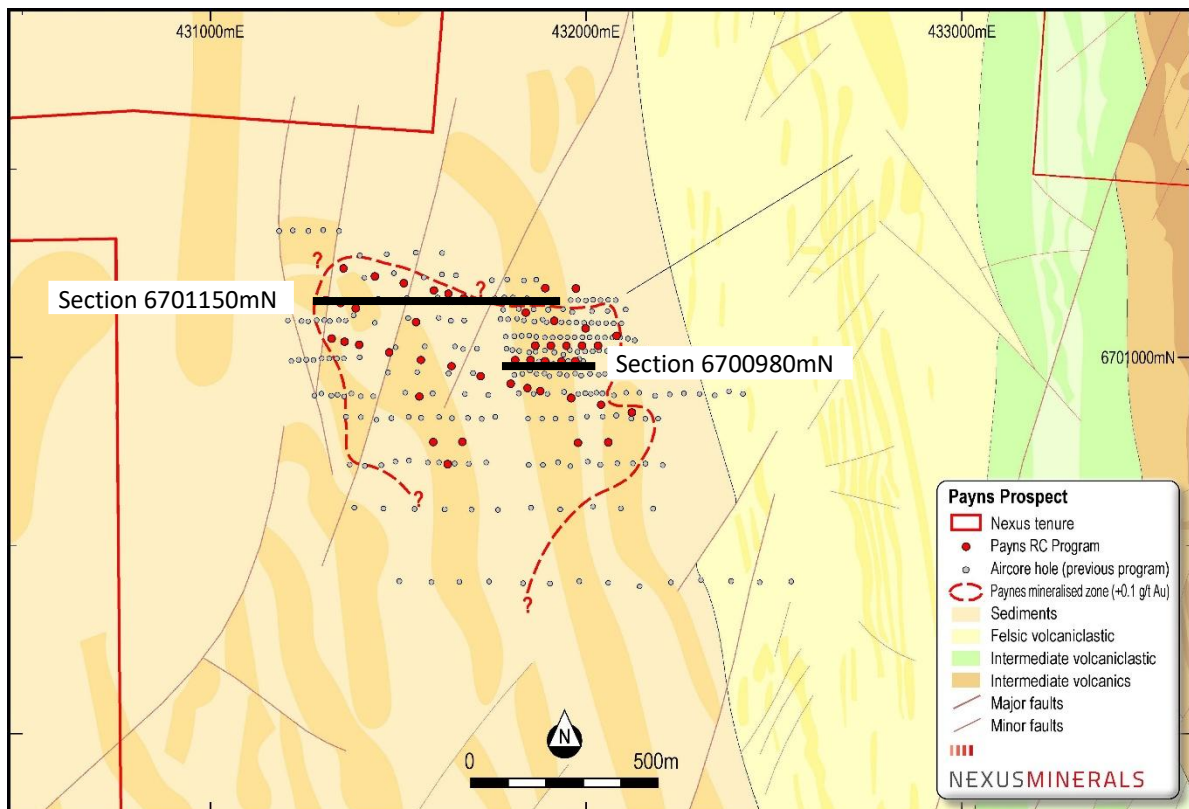 431000mE
432000mE
433000mE
?
?
Section 6701150mN
Section 6700980mN
6701000mN
?
?
N
0
500m
Payns Prospect
Nexus tenure
Payns RC Program
Aircore hole (previous program)
Paynes mineralised zone (+0.1 g/t Au)
Sediments
Felsic volcaniclastic
Intermediate volcaniclastic
Intermediate volcanics
Major faults
Minor faults
NEXUSMINERALS